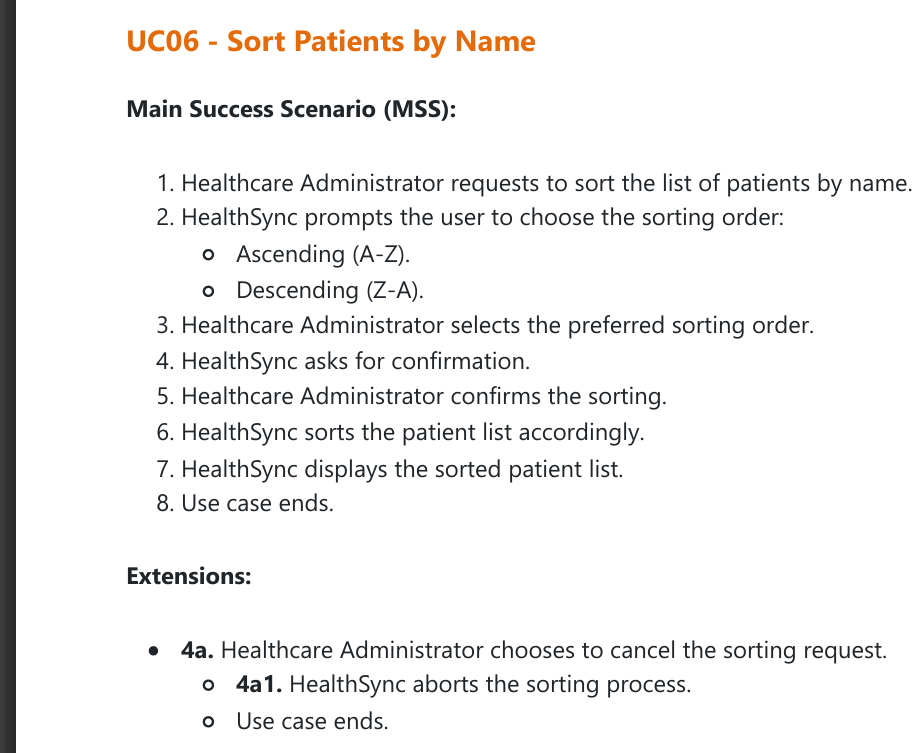 UC06 - Sort Patients by Name
Main Success Scenario (MSS):
1. Healthcare Administrator requests to sort the list of patients by name.
2. HealthSync prompts the user to choose the sorting order:
Ascending (A-Z).
Descending (Z-A).
3. Healthcare Administrator selects the preferred sorting order.
4. HealthSync asks for confirmation.
5. Healthcare Administrator confirms the sorting.
6. HealthSync sorts the patient list accordingly.
7. HealthSync displays the sorted patient list.
8. Use case ends.
Extensions:
4a. Healthcare Administrator chooses to cancel the sorting request.
4a1. HealthSync aborts the sorting process.
Use case ends.